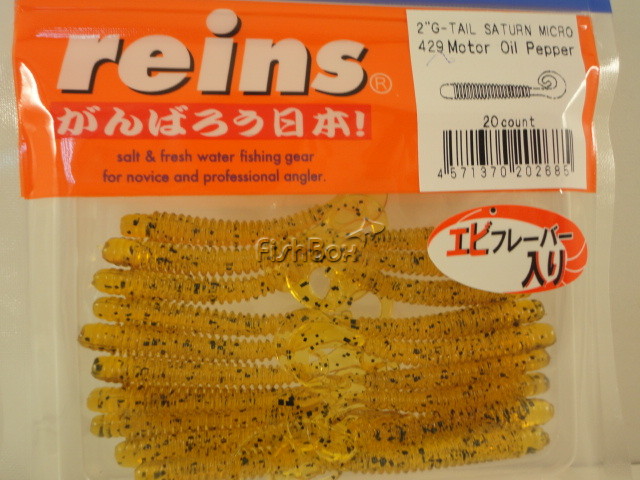 reins®
がんばろう日本!
salt & fresh water fishing gear
for novice and professional angler.
2"G-TAIL SATURN MICRO
429 Motor Oil Pepper
20count
4 571370 202685
エビフレーバー
入り
FishBox